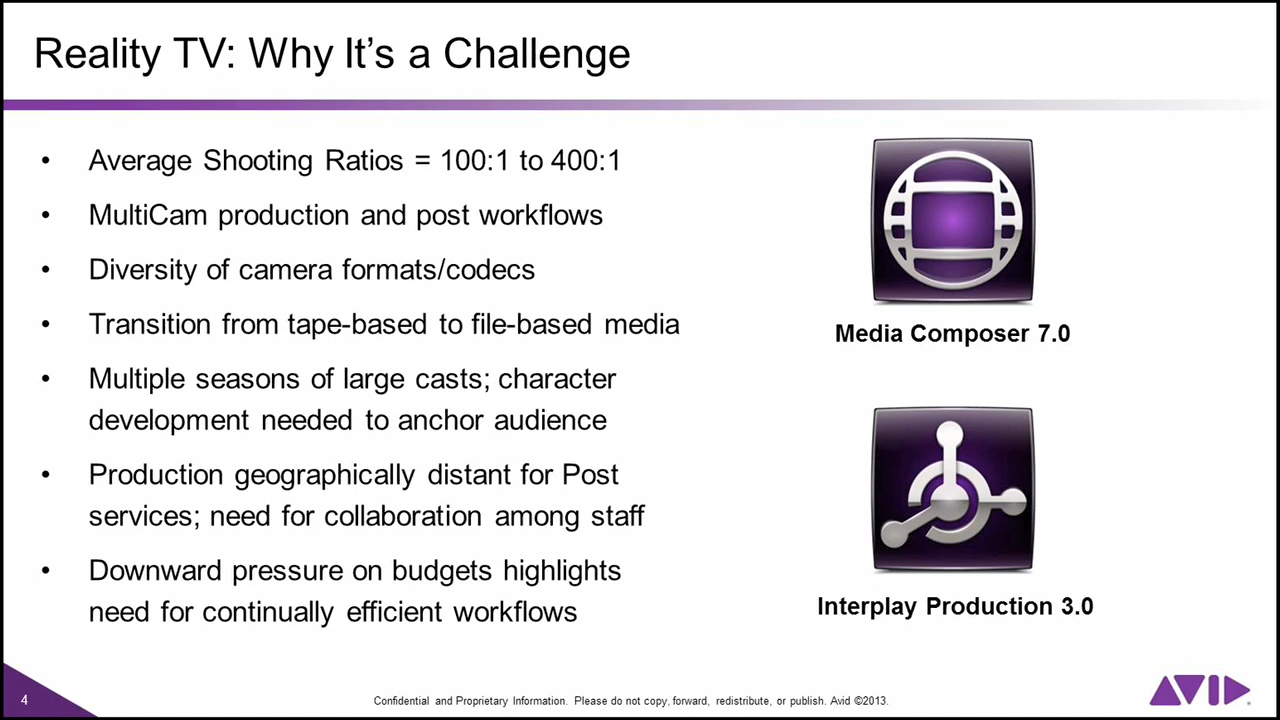 Reality TV: Why It’s a Challenge
• Average Shooting Ratios = 100:1 to 400:1
• MultiCam production and post workflows
• Diversity of camera formats/codecs
• Transition from tape-based to file-based media
• Multiple seasons of large casts; character
development needed to anchor audience
• Production geographically distant for Post
services; need for collaboration among staff
• Downward pressure on budgets highlights
need for continually efficient workflows
Media Composer 7.0
Interplay Production 3.0
4
Confidential and Proprietary Information. Please do not copy, forward, redistribute, or publish. Avid ©2013.
AVID